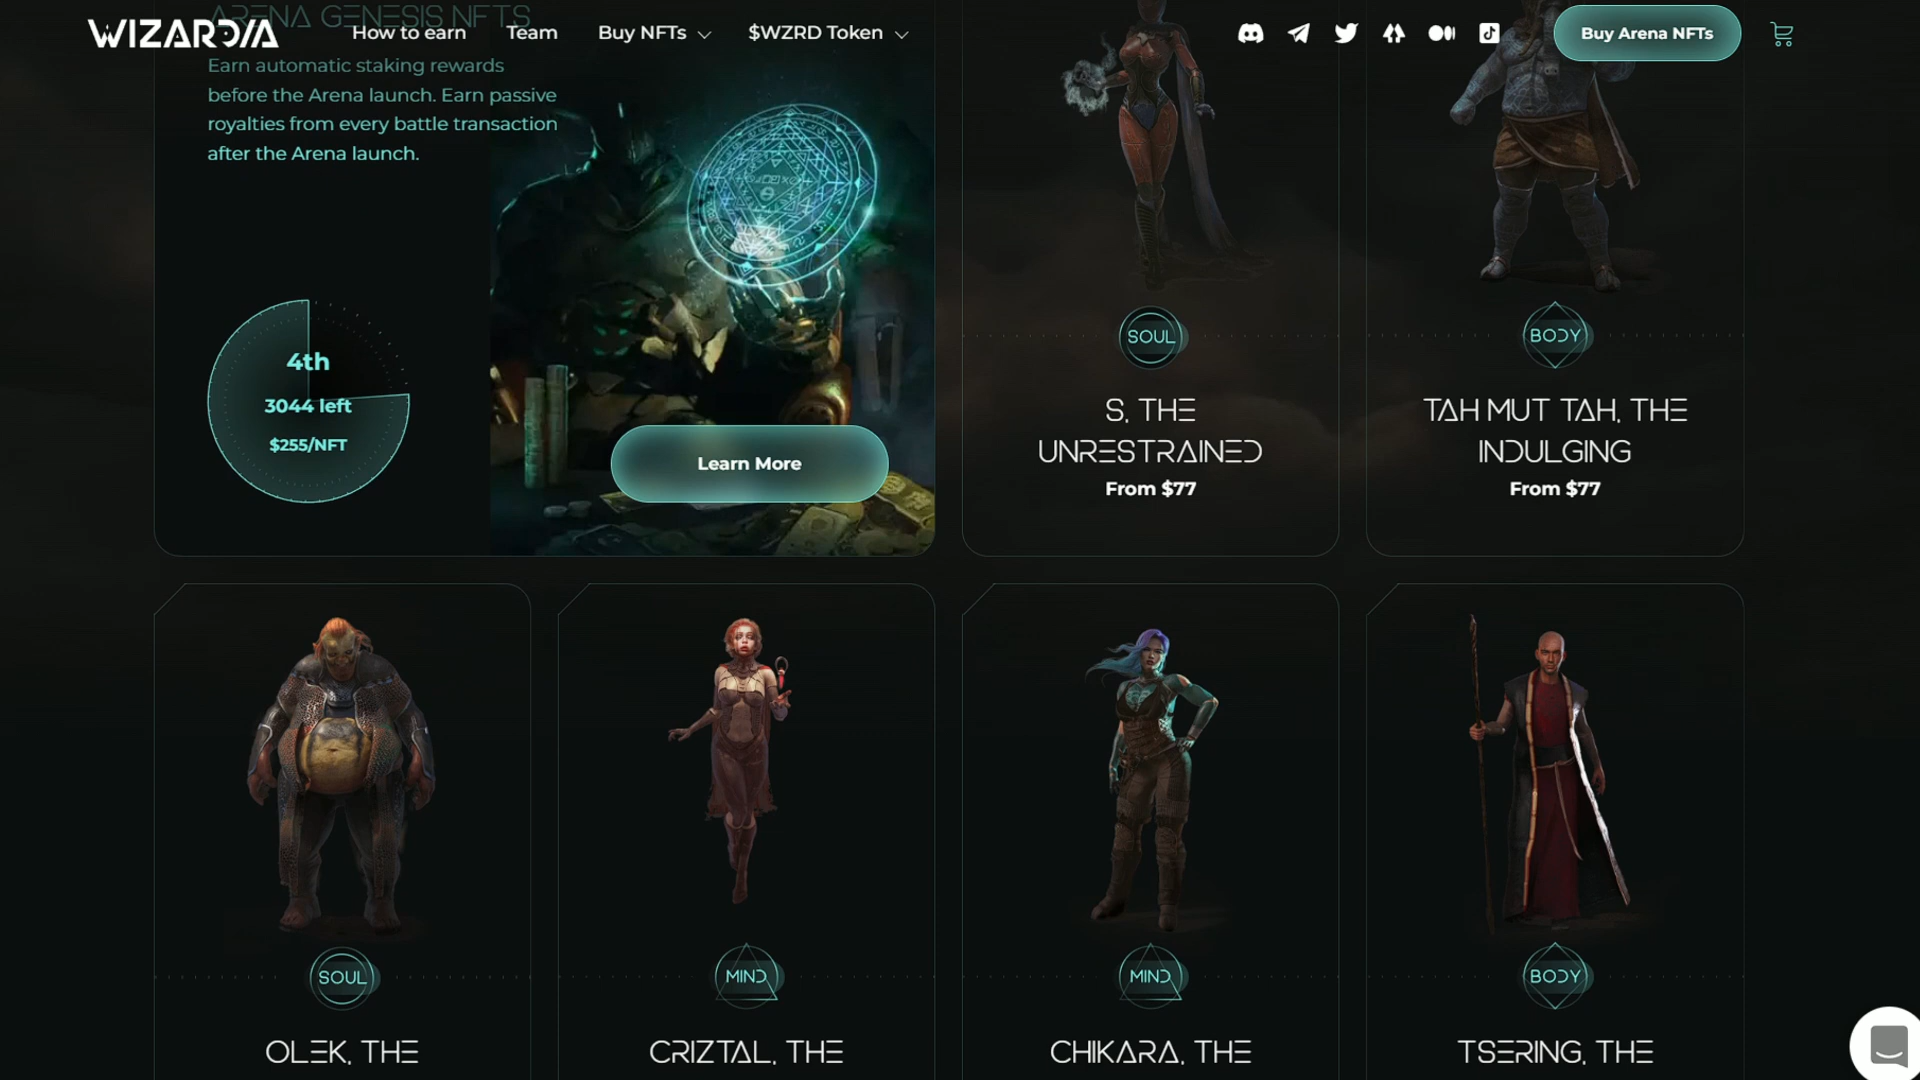 ARENA GENESIS NFTS
WIZARDIA
How to earn
Team
Buy NFTs
$WZRD Token
Buy Arena NFTs
Earn automatic staking rewards
before the Arena launch. Earn passive
royalties from every battle transaction
after the Arena launch.
4th
3044 left
$255/NFT
Learn More
SOUL
S, THE
UNRESTRAINED
From $77
BODY
TAH MUT TAH, THE
INDULGING
From $77
SOUL
OLEK, THE
MIND
CRIZTAL, THE
MIND
CHIKARA, THE
BODY
TSERING, THE